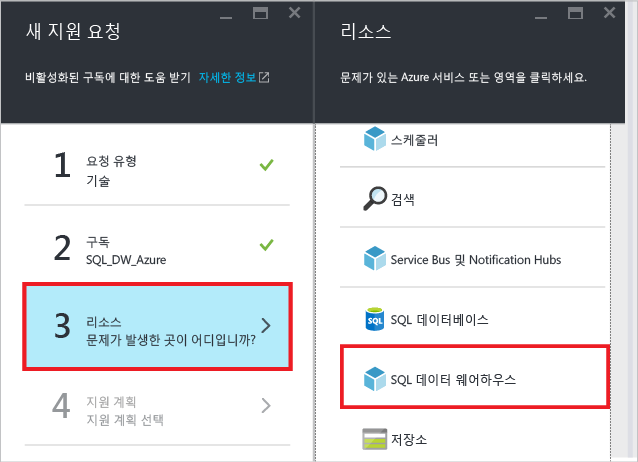 새 지원 요청
비활성화된 구독에 대한 도움 받기 자세한 정보
1 요청 유형
기술
2 구독
SQL_DW_Azure
3 리소스
문제가 발생한 곳이 어디입니까?
4 지원 계획
지원 계획 선택
리소스
문제가 있는 Azure 서비스 또는 영역을 클릭하세요.
스케줄러
검색
Service Bus 및 Notification Hubs
SQL SQL 데이터베이스
SQL 데이터 웨어하우스
저장소